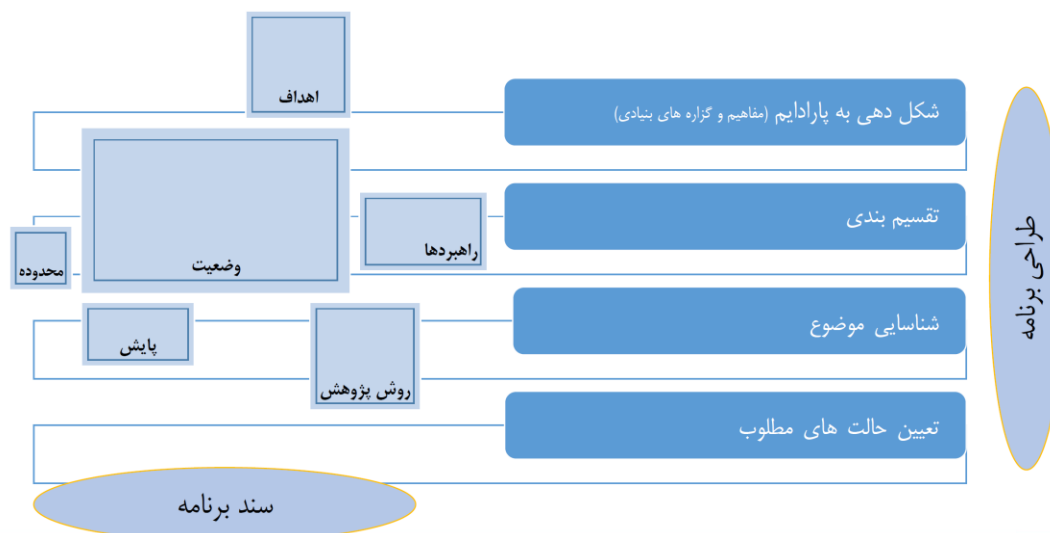 اهداف
شکل دهی به پارادایم (مفاهیم و گزاره های بنیادی)
تقسیم بندی
راهبردها
وضعیت
محدوده
شناسایی موضوع
پایش
روش پژوهش
تعیین حالت های مطلوب
طراحی برنامه
سند برنامه